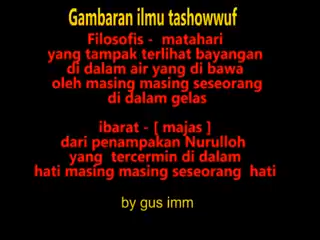 Gambaran ilmu tashowwuf
Filosofis - matahari
yang tampak terlihat bayangan
di dalam air yang di bawa
oleh masing masing seseorang
di dalam gelas
ibarat - [ majas ]
dari penampakan Nurulloh
yang tercermin di dalam
hati masing masing seseorang hati
by gus imm